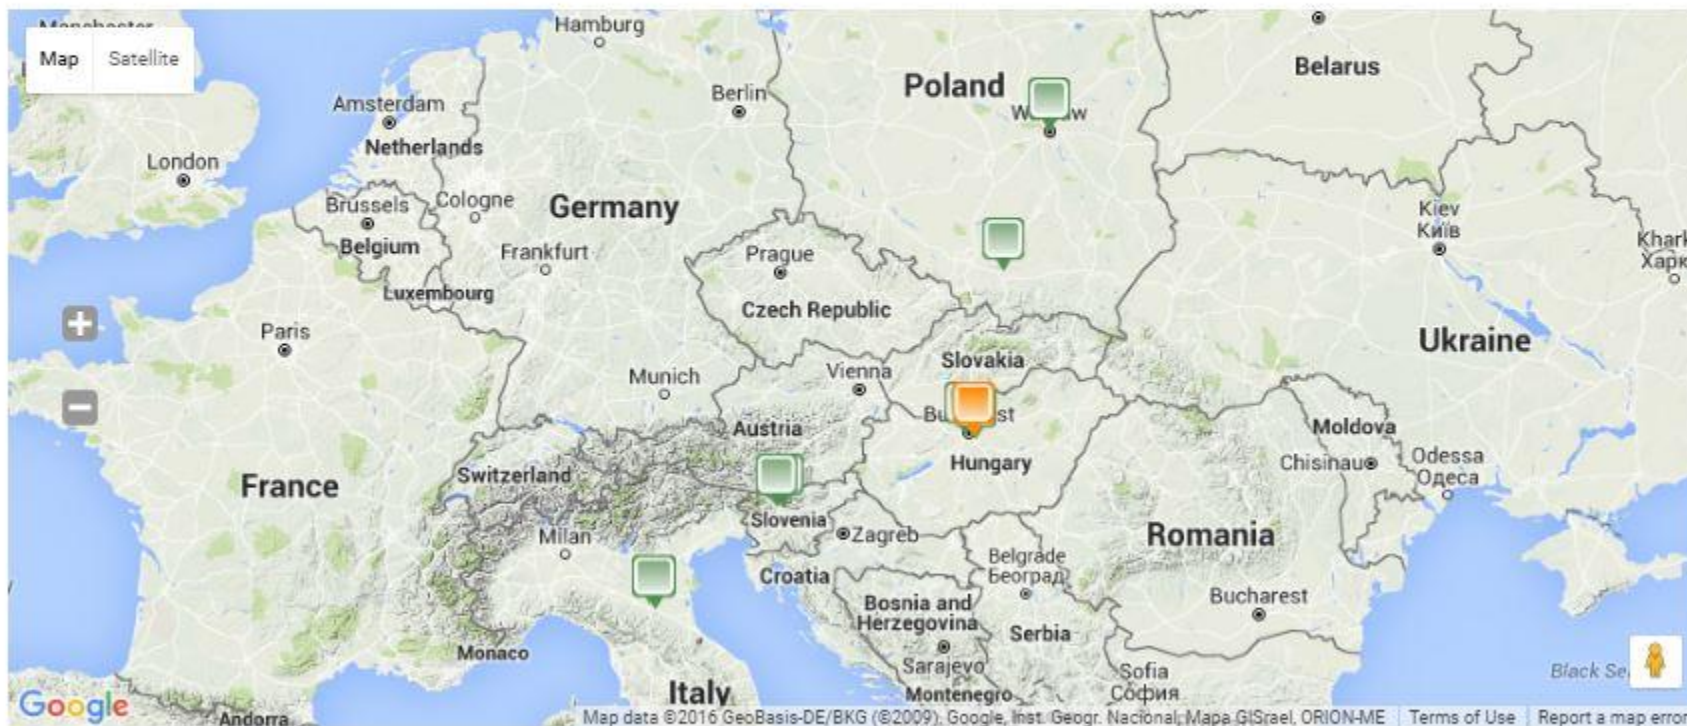 Hamburg
Map Satellite
Poland
Belarus
Berlin
Amsterdam
Netherlands
London
Brussels
Cologne
Germany
Belgium
Kiev
Київ
Frankfurt
Prague
Luxembourg
Czech Republic
Paris
Ukraine
Slovakia
Munich
Vienna
Austria
Moldova
Hungary
Chisinau
Odessa
Одеса
Switzerland
France
Slovenia
Milan
Zagreb
Romania
Belgrade
Београд
Croatia
Bucharest
Bosnia and
Herzegovina
Serbia
Monaco
Sarajevo
Sofia
София
Montenegro
Italy
Black Se
Google
Andorra
Map data ©2016 GeoBasis-DE/BKG (©2009), Google, Inst. Geogr. Nacional, Mapa GISrael, ORION-ME
Terms of Use
Report a map error